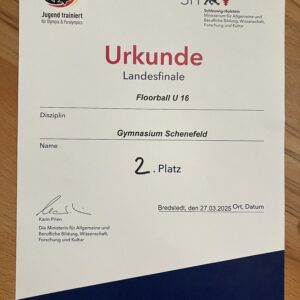 Jugend trainiert
für Olympia & Paralympics
SH
Schleswig-Holstein
Ministerium für Allgemeine und
Berufliche Bildung, Wissenschaft,
Forschung und Kultur
Urkunde
Landesfinale
Floorball U 16
Disziplin
Gymnasium Schenefeld
Name
2. Platz
Karin Prien
Die Ministerin für Allgemeine und
Berufliche Bildung, Wissenschaft,
Forschung und Kultur
Bredstedt, den 27.03.2025 Ort, Datum